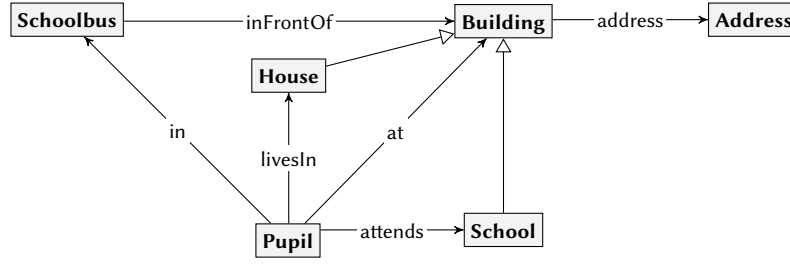 Schoolbus
inFrontOf
Building
address
Address
House
in
at
livesIn
Pupil
attends
School